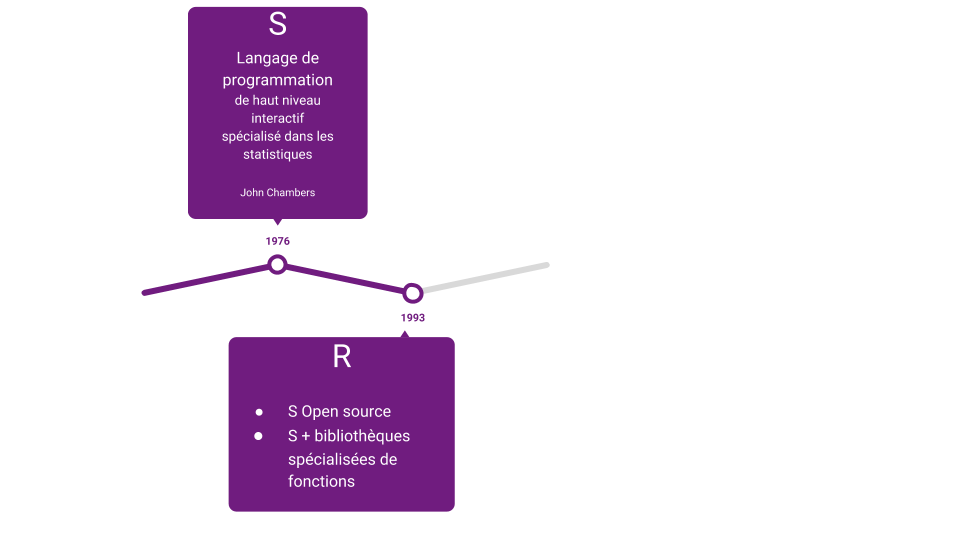 S
Langage de
programmation
de haut niveau
interactif
spécialisé dans les
statistiques
John Chambers
1976
1993
R
● S Open source
● S + bibliothèques
spécialisées de
fonctions